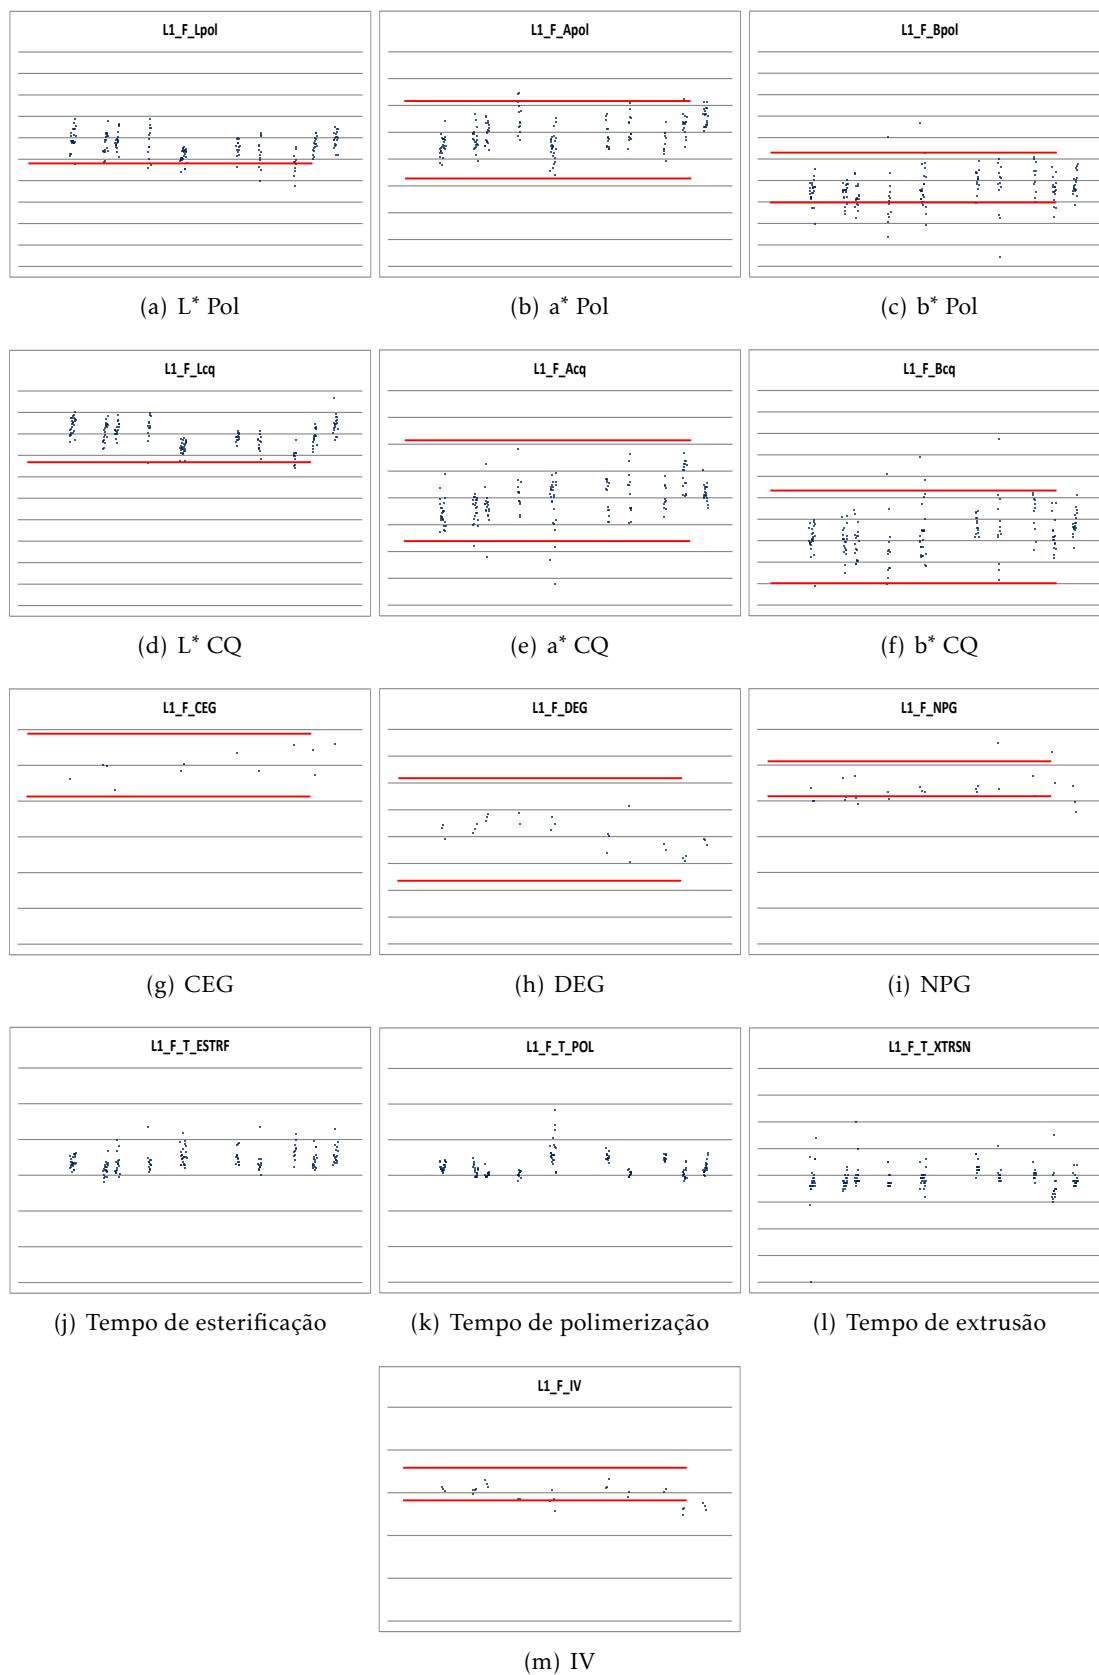 L1_F_Lpol
L1_F_Apol
L1_F_Bpol
(a) L* Pol
(b) a* Pol
(c) b* Pol
L1_F_Lcq
L1_F_Acq
L1_F_Bcq
(d) L* CQ
(e) a* CQ
(f) b* CQ
L1_F_CEG
L1_F_DEG
L1_F_NPG
(g) CEG
(h) DEG
(i) NPG
L1_F_T_ESTRF
L1_F_T_POL
L1_F_T_XTRSN
(j) Tempo de esterificação
(k) Tempo de polimerização
(l) Tempo de extrusão
L1_F_IV
(m) IV